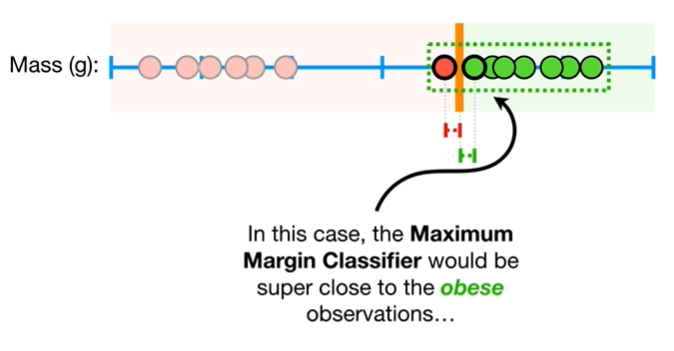 Mass (g):
In this case, the Maximum
Margin Classifier would be
super close to the obese
observations...